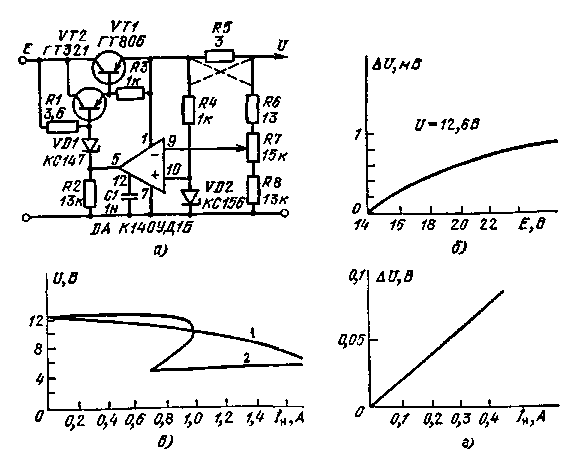 VT2 VT1 R5
E ГТ321 ГТ806 3 U
R3
1к
R1
3,6
R4
1к
R6
13
VD1
КС147
5 1 9
R7
15к
10
12 7
R2
13к
C1
1н
VD2
КС156
R8
13к
DA К140УД1Б
а)
ΔU, мВ
1
U=12,6В
0
14 16 18 20 22 E, В
б)
U, В
12
8
4
0
1
2
0,2 0,4 0,6 0,8 1,0 1,2 1,4 Iн, А
в)
0,1 ΔU, В
0,05
0
0,1 0,2 0,3 0,4 Iн, А
г)